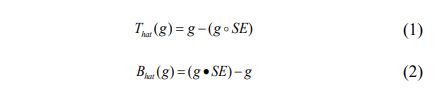 T_hat(g) = g − (g ∘ SE) (1)
B_hat(g) = (g • SE) − g (2)